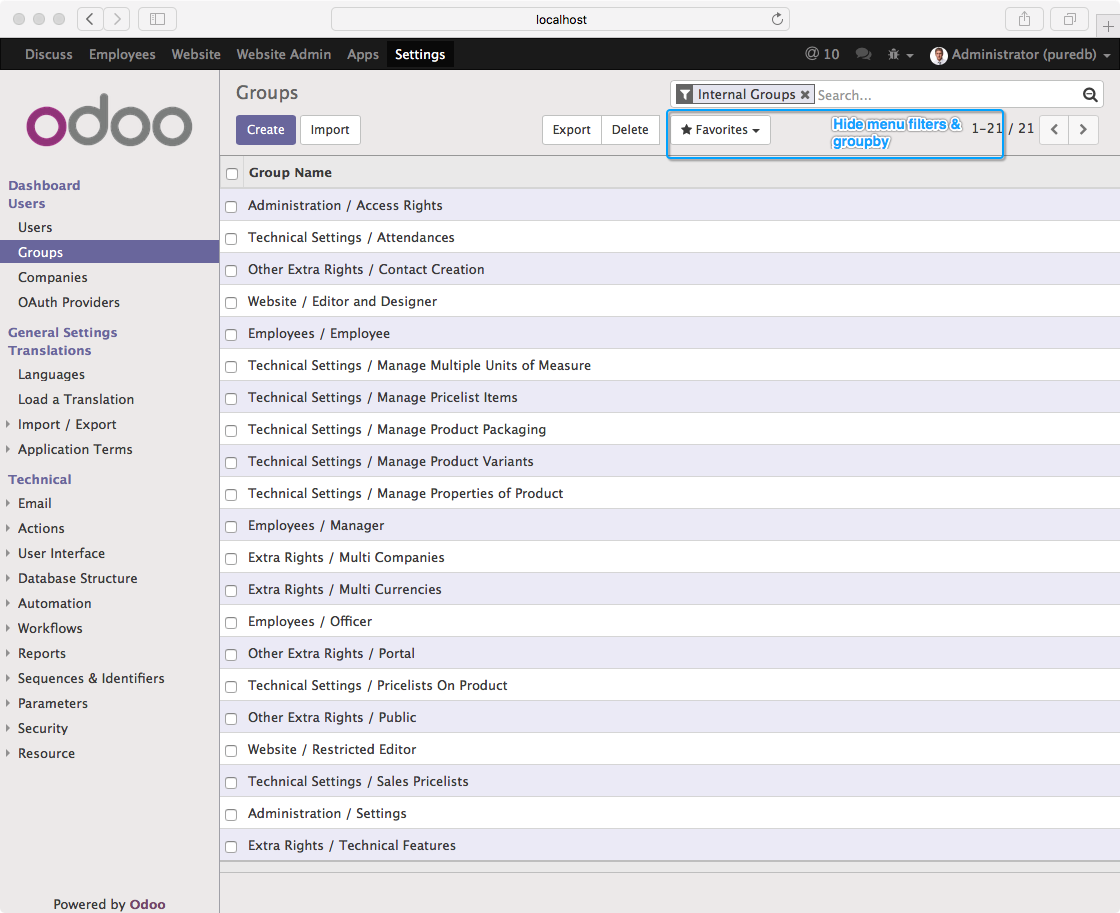 localhost
Discuss Employees Website Website Admin Apps Settings @ 10 Administrator (puredb)
odoo
Groups
Internal Groups × Search...
Create Import Export Delete ★ Favorites 1-21 / 21
Hide menu filters &
groupby
Dashboard
Users
Users
Groups
Companies
OAuth Providers
General Settings
Translations
Languages
Load a Translation
Import / Export
Application Terms
Technical
Email
Actions
User Interface
Database Structure
Automation
Workflows
Reports
Sequences & Identifiers
Parameters
Security
Resource
Powered by Odoo
Group Name
Administration / Access Rights
Technical Settings / Attendances
Other Extra Rights / Contact Creation
Website / Editor and Designer
Employees / Employee
Technical Settings / Manage Multiple Units of Measure
Technical Settings / Manage Pricelist Items
Technical Settings / Manage Product Packaging
Technical Settings / Manage Product Variants
Technical Settings / Manage Properties of Product
Employees / Manager
Extra Rights / Multi Companies
Extra Rights / Multi Currencies
Employees / Officer
Other Extra Rights / Portal
Technical Settings / Pricelists On Product
Other Extra Rights / Public
Website / Restricted Editor
Technical Settings / Sales Pricelists
Administration / Settings
Extra Rights / Technical Features